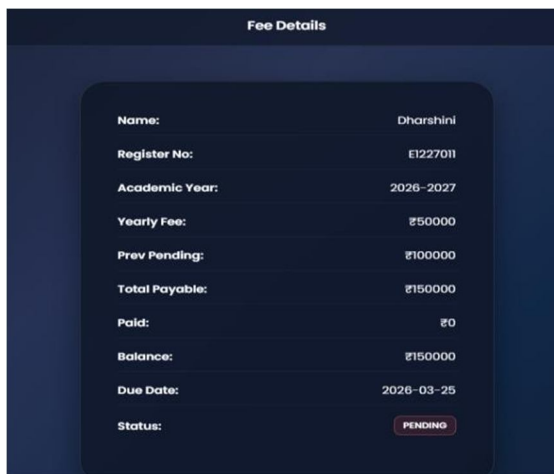 Fee Details
Name: Dharshini
Register No: E1227011
Academic Year: 2026-2027
Yearly Fee: ₹50000
Prev Pending: ₹100000
Total Payable: ₹150000
Paid: ₹0
Balance: ₹150000
Due Date: 2026-03-25
Status: PENDING